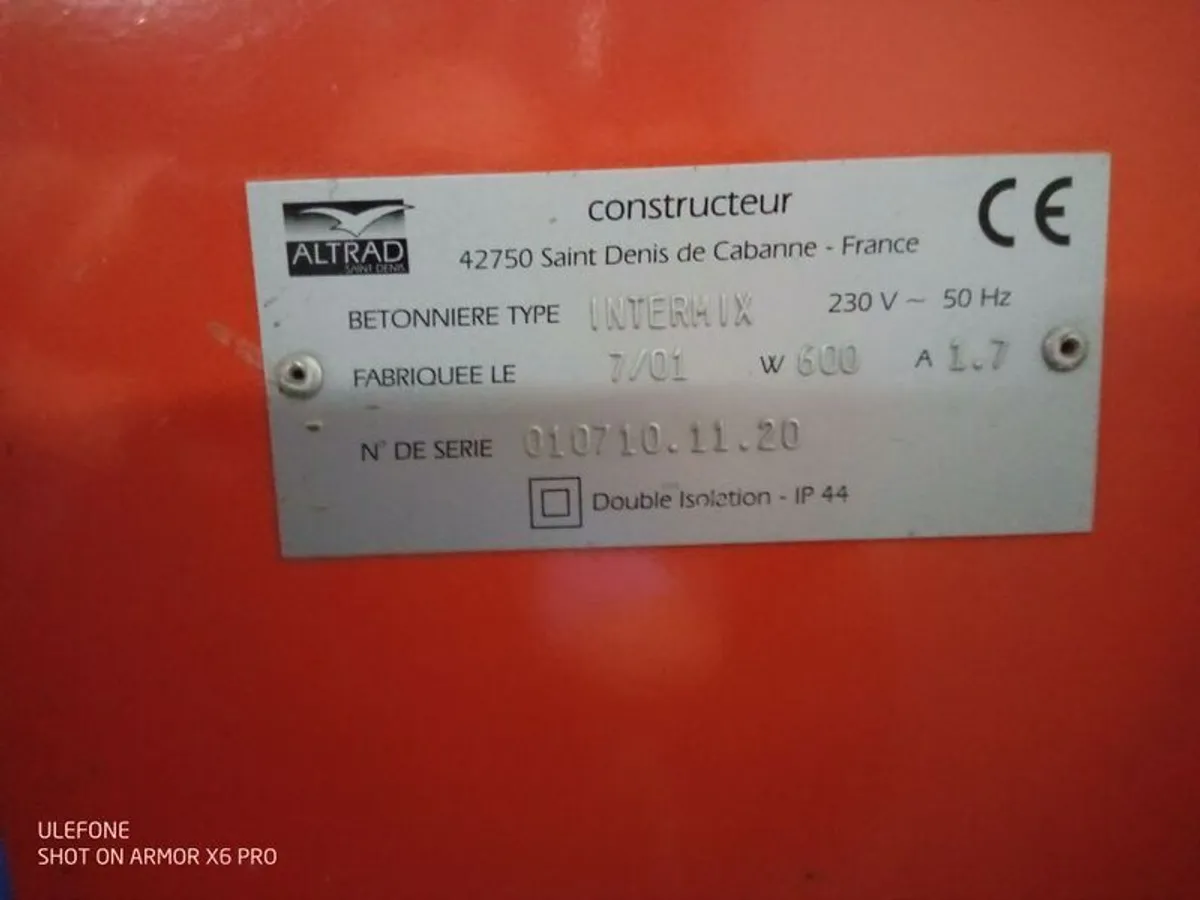 ALTRAD
SAINT DENIS
constructeur
CE
42750 Saint Denis de Cabanne - France
BETONNIERE TYPE INTERMIX 230 V ~ 50 Hz
FABRIQUEE LE 7/01 W 600 A 1.7
N° DE SERIE 010710.11.20
Double Isolation - IP 44
ULEFONE
SHOT ON ARMOR X6 PRO